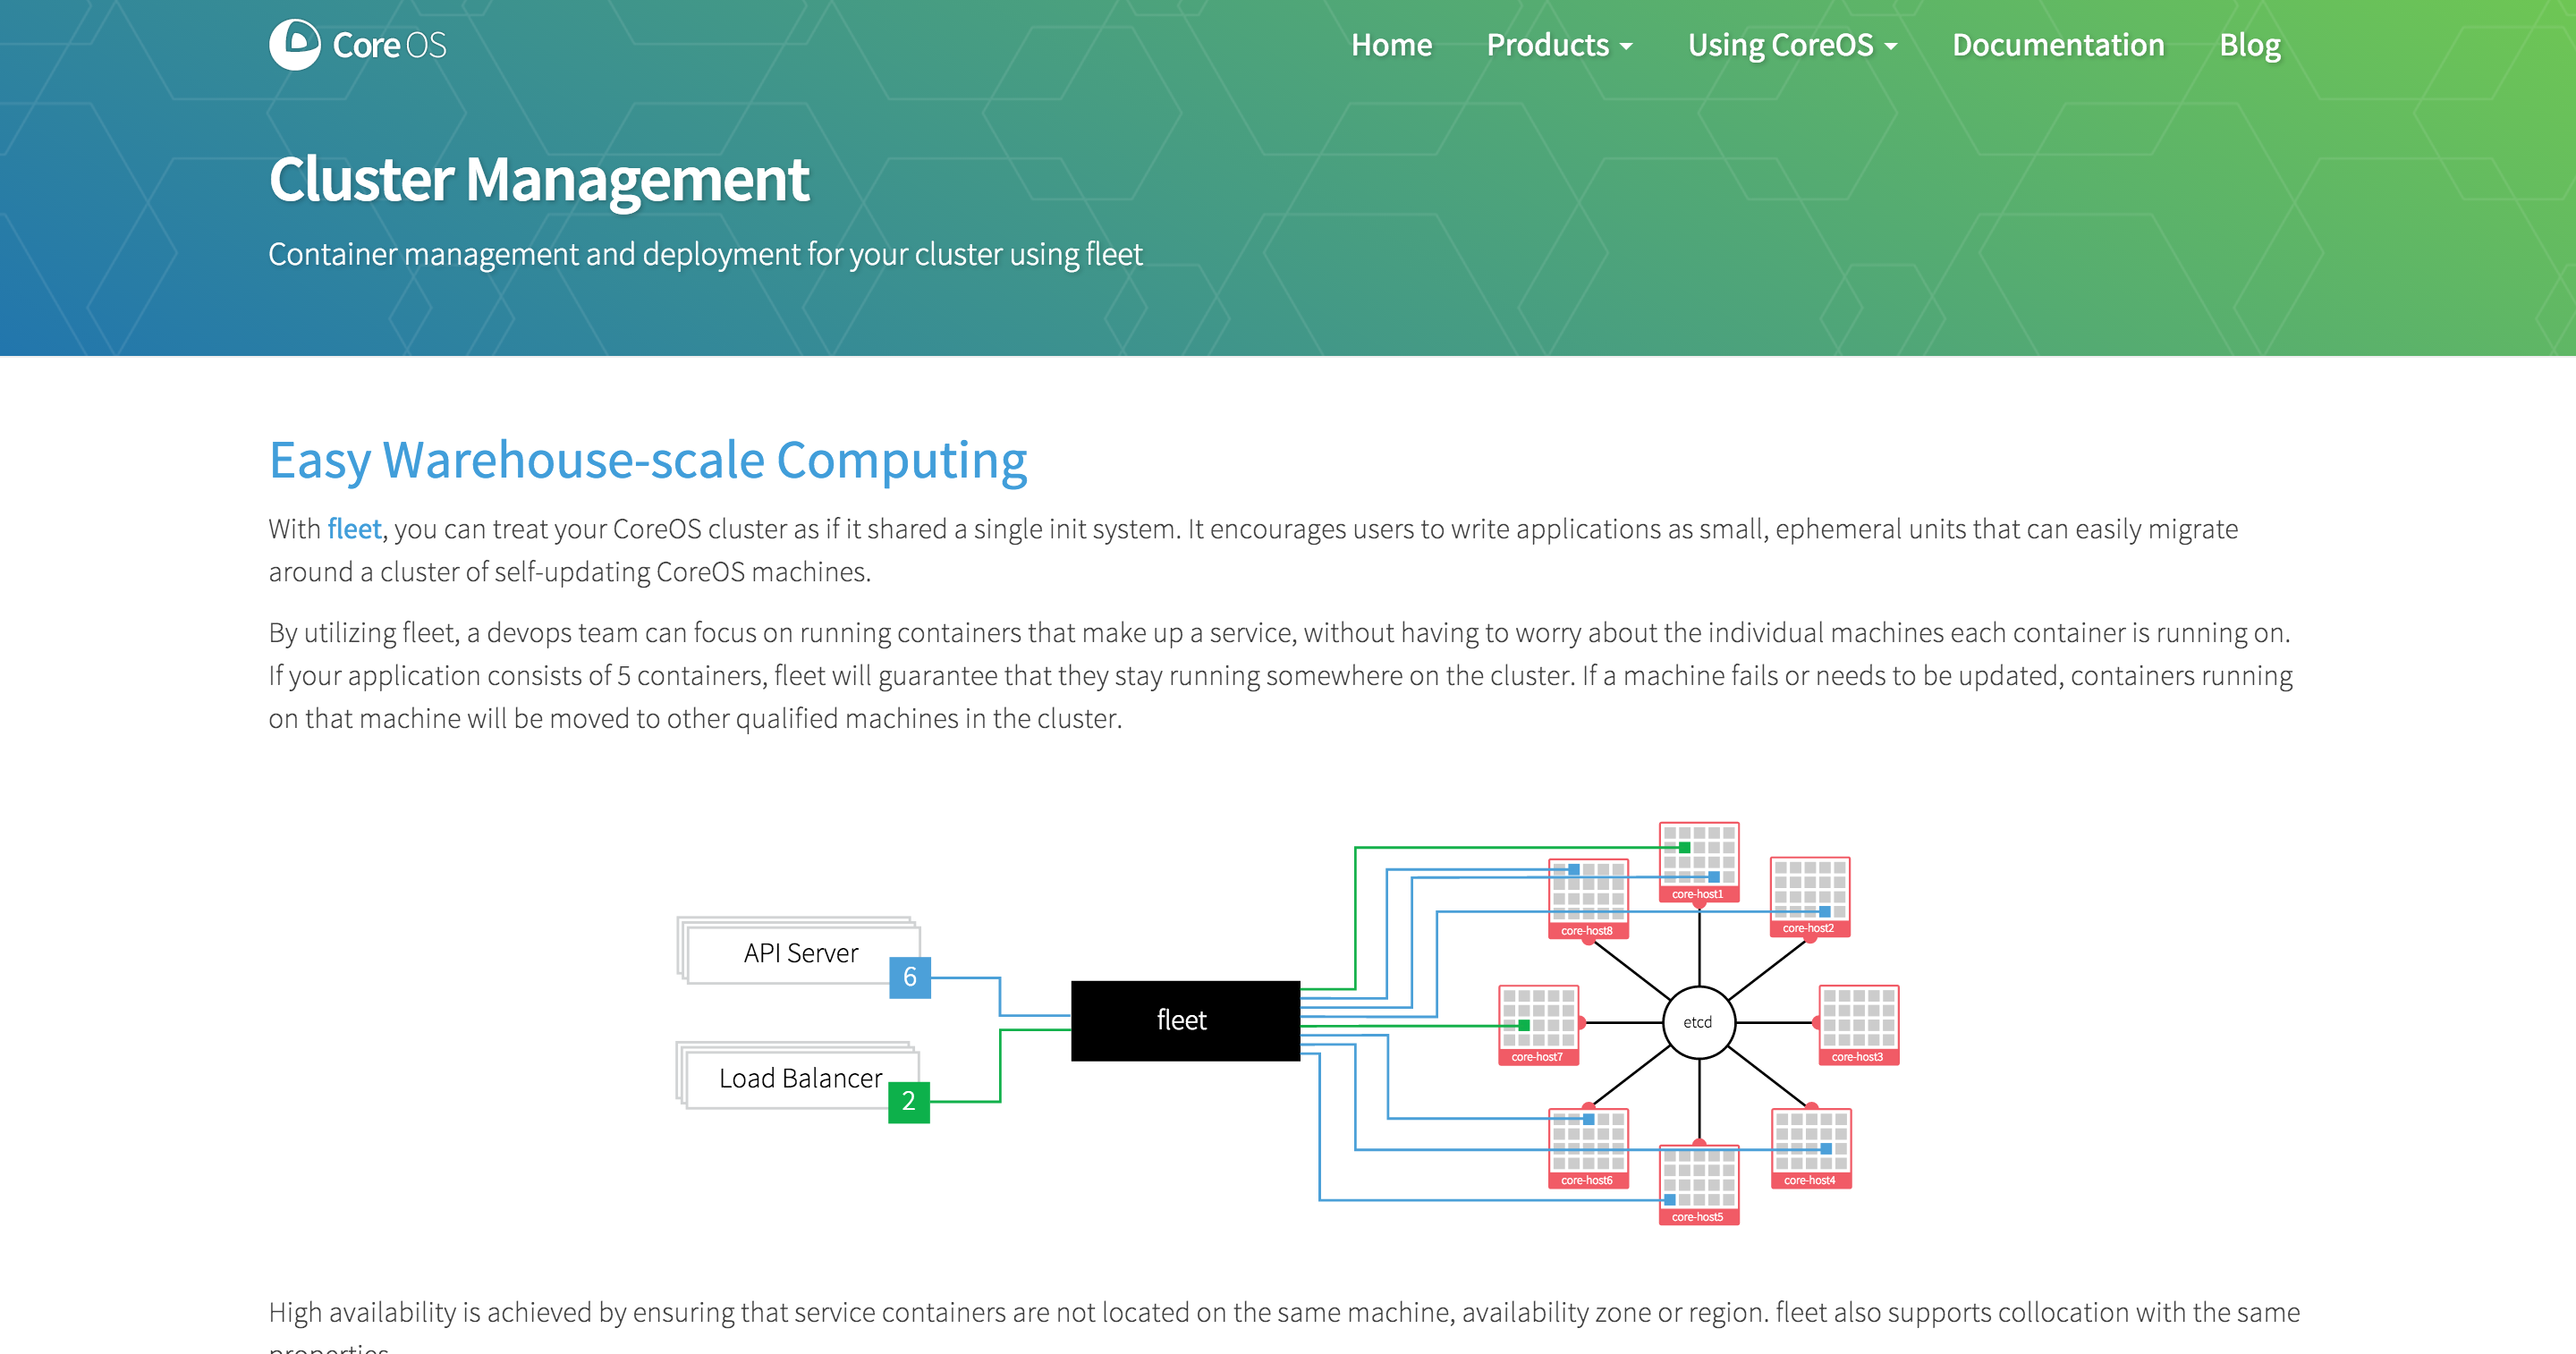 Core OS
Home Products Using CoreOS Documentation Blog
Cluster Management
Container management and deployment for your cluster using fleet
Easy Warehouse-scale Computing
With fleet, you can treat your CoreOS cluster as if it shared a single init system. It encourages users to write applications as small, ephemeral units that can easily migrate
around a cluster of self-updating CoreOS machines.
By utilizing fleet, a devops team can focus on running containers that make up a service, without having to worry about the individual machines each container is running on.
If your application consists of 5 containers, fleet will guarantee that they stay running somewhere on the cluster. If a machine fails or needs to be updated, containers running
on that machine will be moved to other qualified machines in the cluster.
API Server
6
Load Balancer
2
fleet
core-host1
core-host8
core-host2
etcd
core-host7
core-host3
core-host6
core-host4
core-host5
High availability is achieved by ensuring that service containers are not located on the same machine, availability zone or region. fleet also supports collocation with the same
properties.